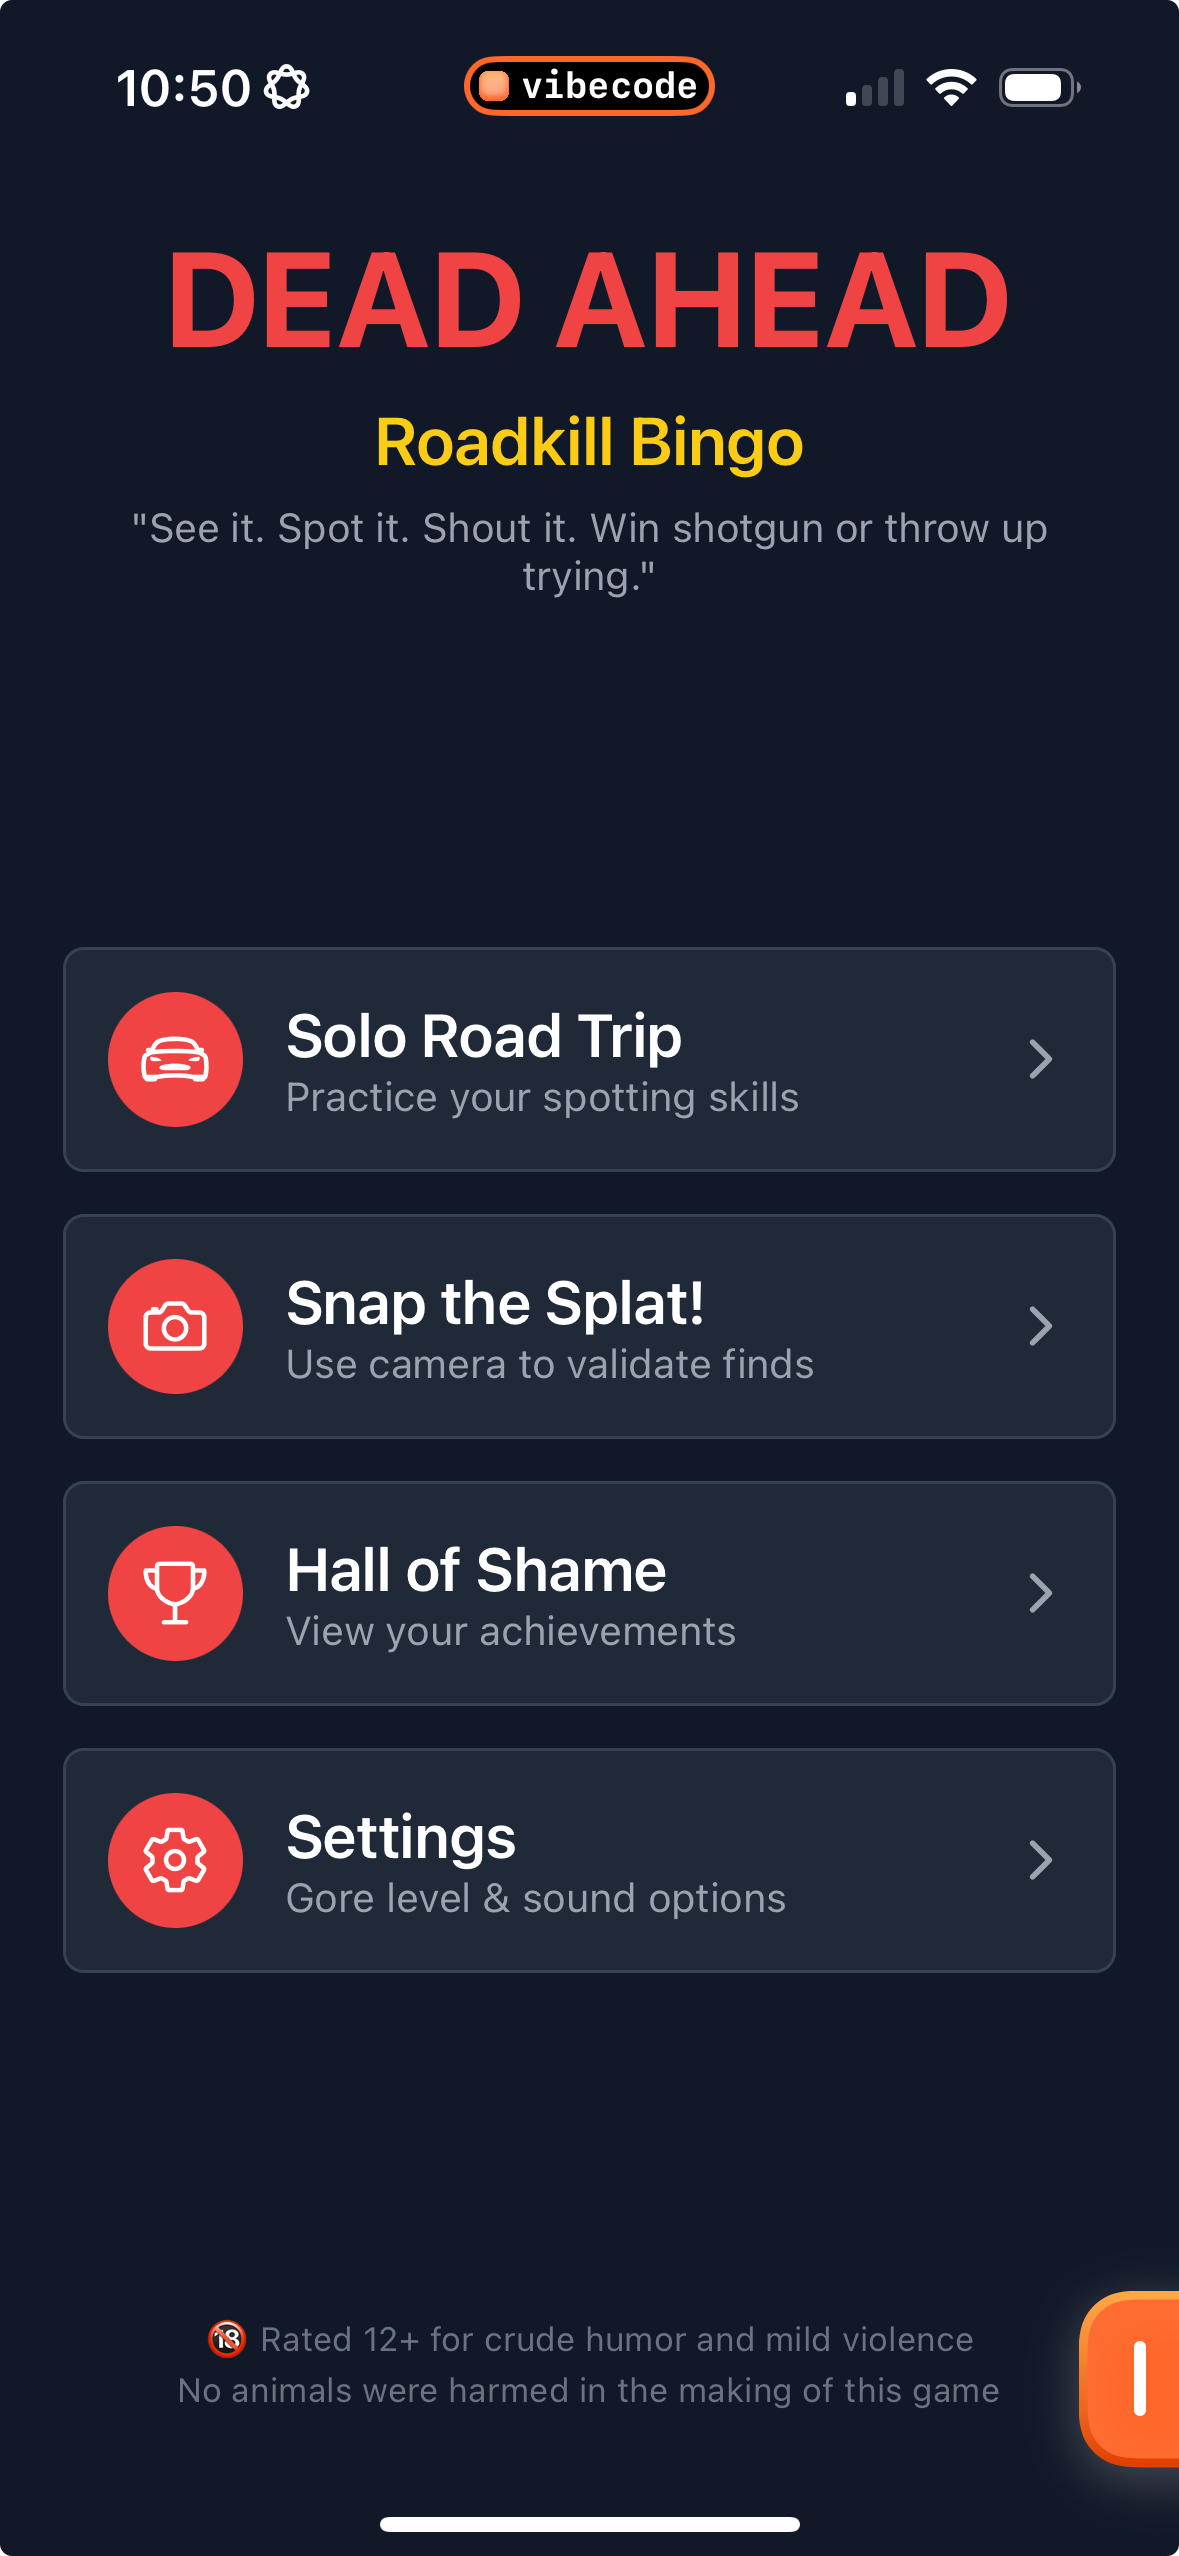 10:50
vibecode
DEAD AHEAD
Roadkill Bingo
"See it. Spot it. Shout it. Win shotgun or throw up
trying."
Solo Road Trip
Practice your spotting skills
Snap the Splat!
Use camera to validate finds
Hall of Shame
View your achievements
Settings
Gore level & sound options
🔞 Rated 12+ for crude humor and mild violence
No animals were harmed in the making of this game